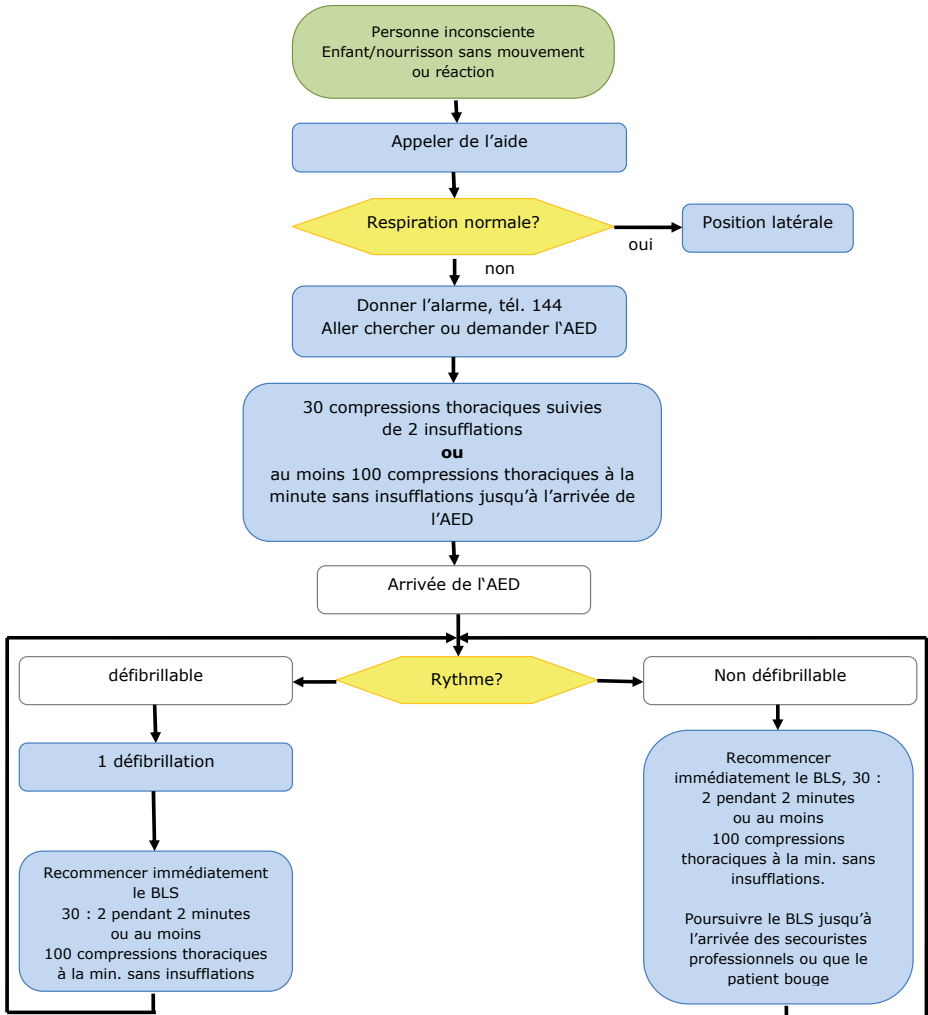 Personne inconsciente
Enfant/nourrisson sans mouvement
ou réaction
Appeler de l’aide
Respiration normale?
oui
Position latérale
non
Donner l’alarme, tél. 144
Aller chercher ou demander l‘AED
30 compressions thoraciques suivies
de 2 insufflations
ou
au moins 100 compressions thoraciques à la
minute sans insufflations jusqu’à l’arrivée de
l’AED
Arrivée de l‘AED
défibrillable
Rythme?
Non défibrillable
1 défibrillation
Recommencer immédiatement
le BLS
30 : 2 pendant 2 minutes
ou au moins
100 compressions thoraciques
à la min. sans insufflations
Recommencer
immédiatement le BLS, 30 :
2 pendant 2 minutes
ou au moins
100 compressions
thoraciques à la min. sans
insufflations.
Poursuivre le BLS jusqu’à
l’arrivée des secouristes
professionnels ou que le
patient bouge